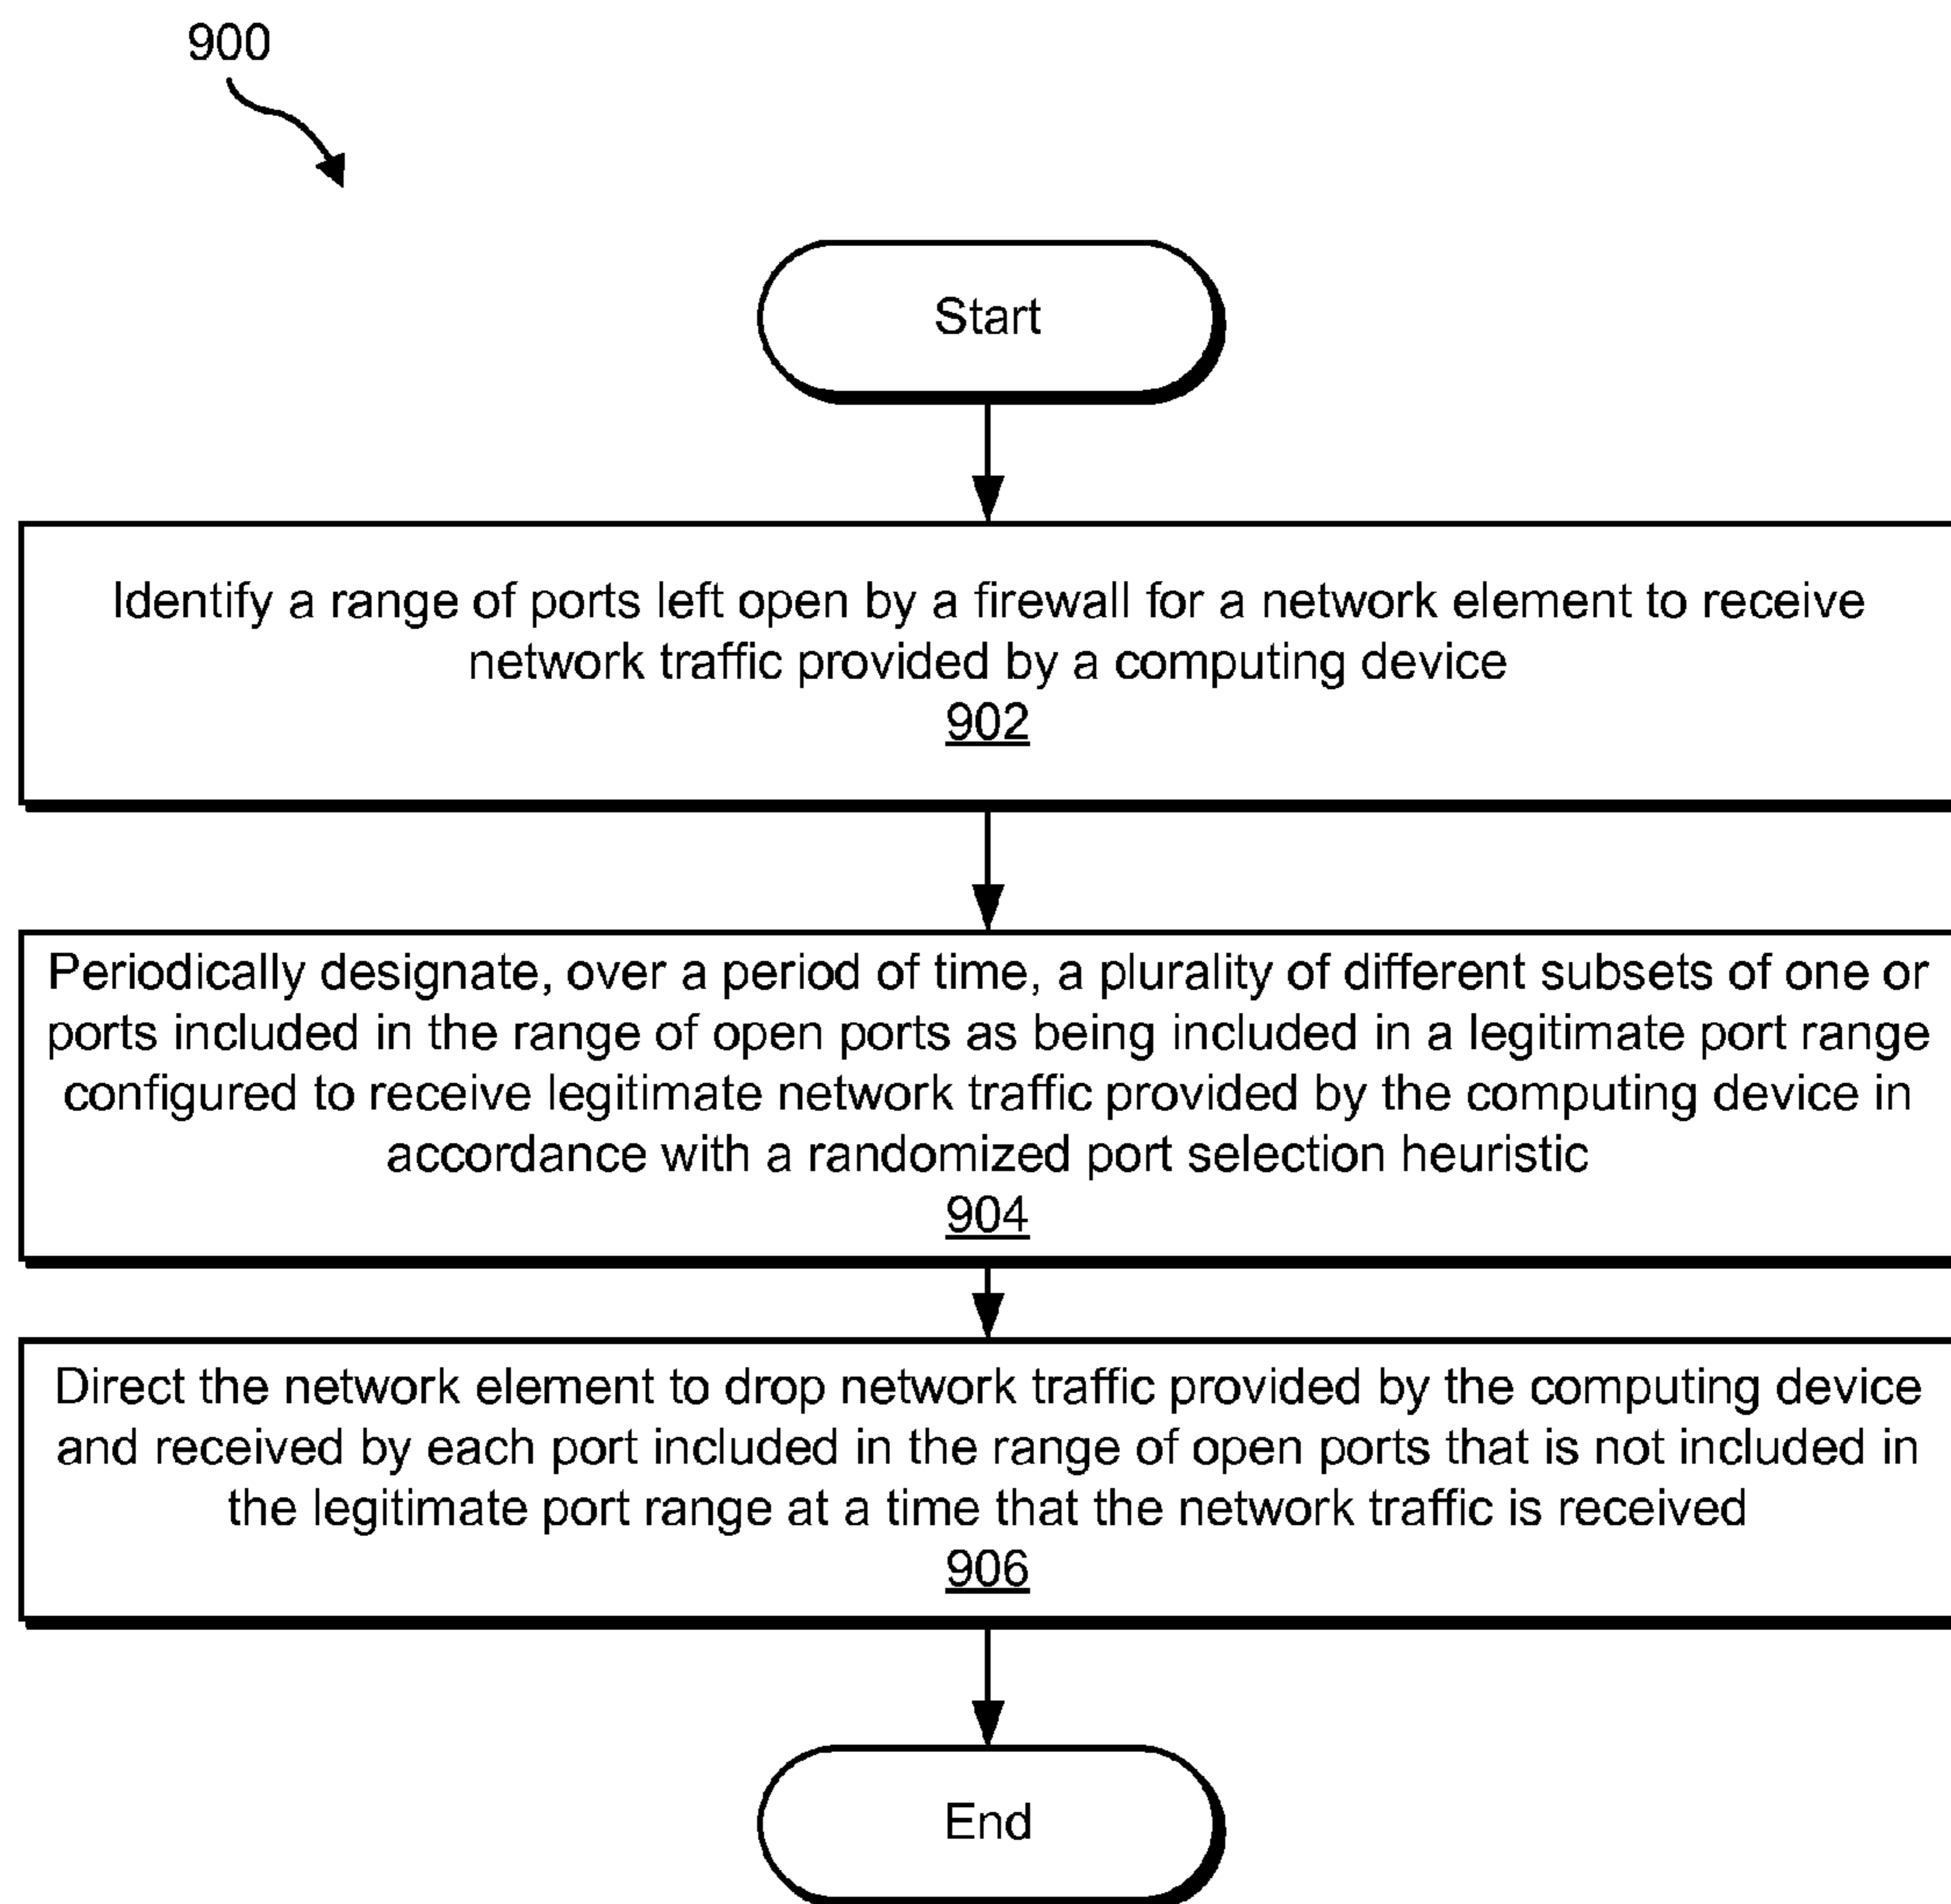 900
Start
Identify a range of ports left open by a firewall for a network element to receive
network traffic provided by a computing device
902
Periodically designate, over a period of time, a plurality of different subsets of one or
ports included in the range of open ports as being included in a legitimate port range
configured to receive legitimate network traffic provided by the computing device in
accordance with a randomized port selection heuristic
904
Direct the network element to drop network traffic provided by the computing device
and received by each port included in the range of open ports that is not included in
the legitimate port range at a time that the network traffic is received
906
End